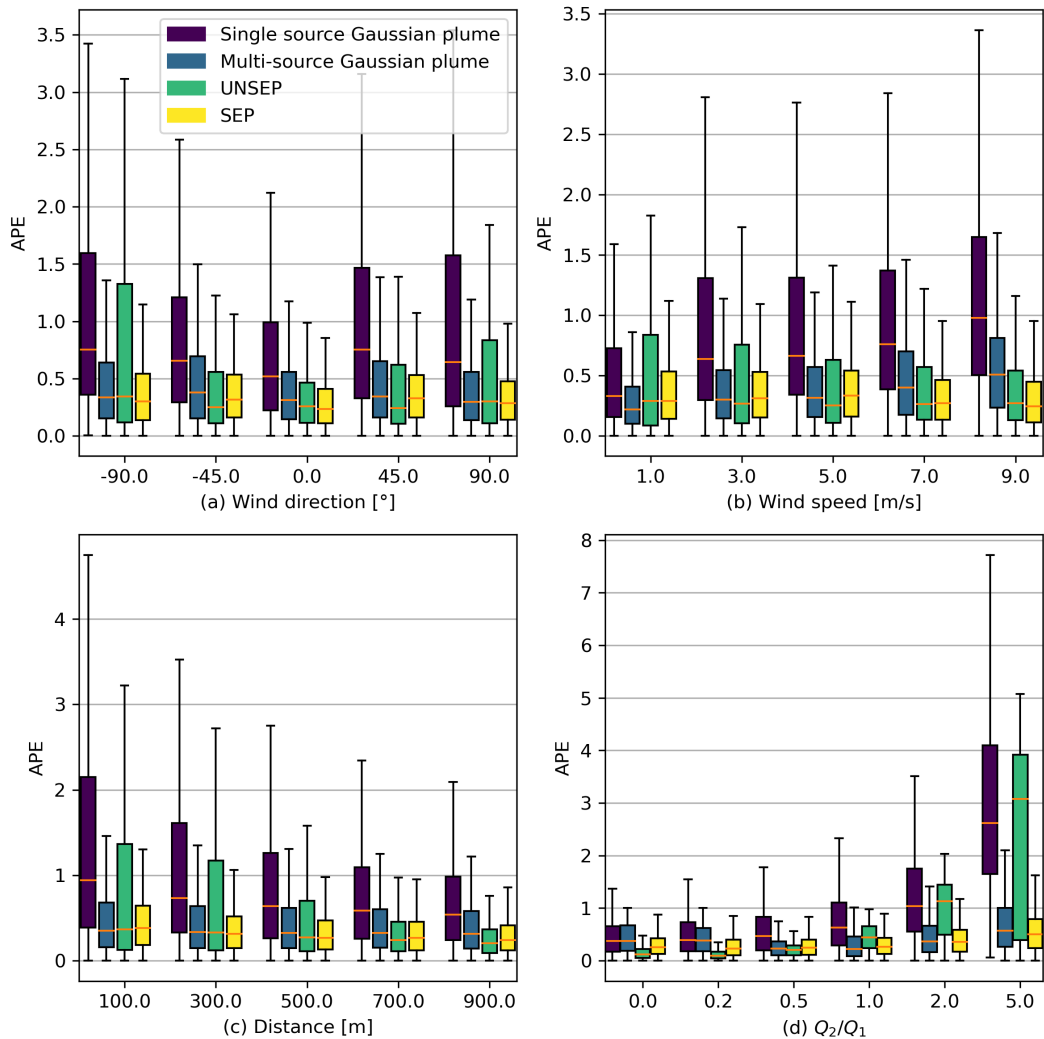 3.5
3.0
2.5
2.0
1.5
1.0
0.5
0.0
APE
Single source Gaussian plume
Multi-source Gaussian plume
UNSEP
SEP
-90.0 -45.0 0.0 45.0 90.0
(a) Wind direction [°]
3.5
3.0
2.5
2.0
1.5
1.0
0.5
0.0
APE
1.0 3.0 5.0 7.0 9.0
(b) Wind speed [m/s]
4
3
2
1
0
APE
100.0 300.0 500.0 700.0 900.0
(c) Distance [m]
8
7
6
5
4
3
2
1
0
APE
0.0 0.2 0.5 1.0 2.0 5.0
(d) Q₂/Q₁